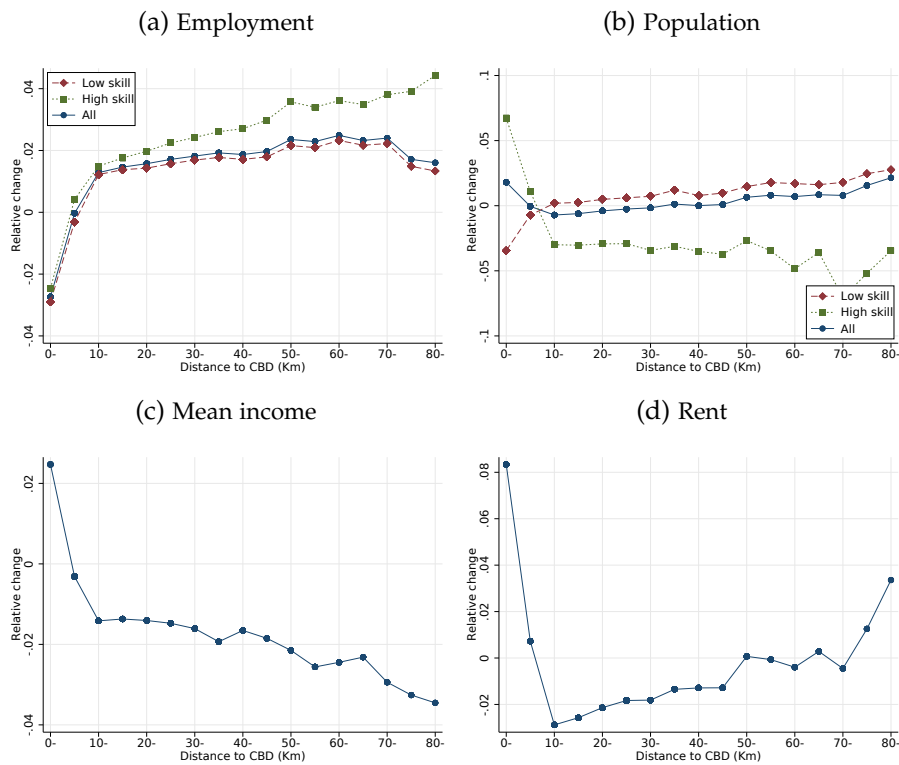 (a) Employment
Relative change
.04
.02
0
-.02
-.04
Low skill
High skill
All
0- 10- 20- 30- 40- 50- 60- 70- 80-
Distance to CBD (Km)
(b) Population
Relative change
.1
.05
0
-.05
-.1
Low skill
High skill
All
0- 10- 20- 30- 40- 50- 60- 70- 80-
Distance to CBD (Km)
(c) Mean income
Relative change
.02
0
-.02
-.04
0- 10- 20- 30- 40- 50- 60- 70- 80-
Distance to CBD (Km)
(d) Rent
Relative change
.08
.06
.04
.02
0
-.02
0- 10- 20- 30- 40- 50- 60- 70- 80-
Distance to CBD (Km)